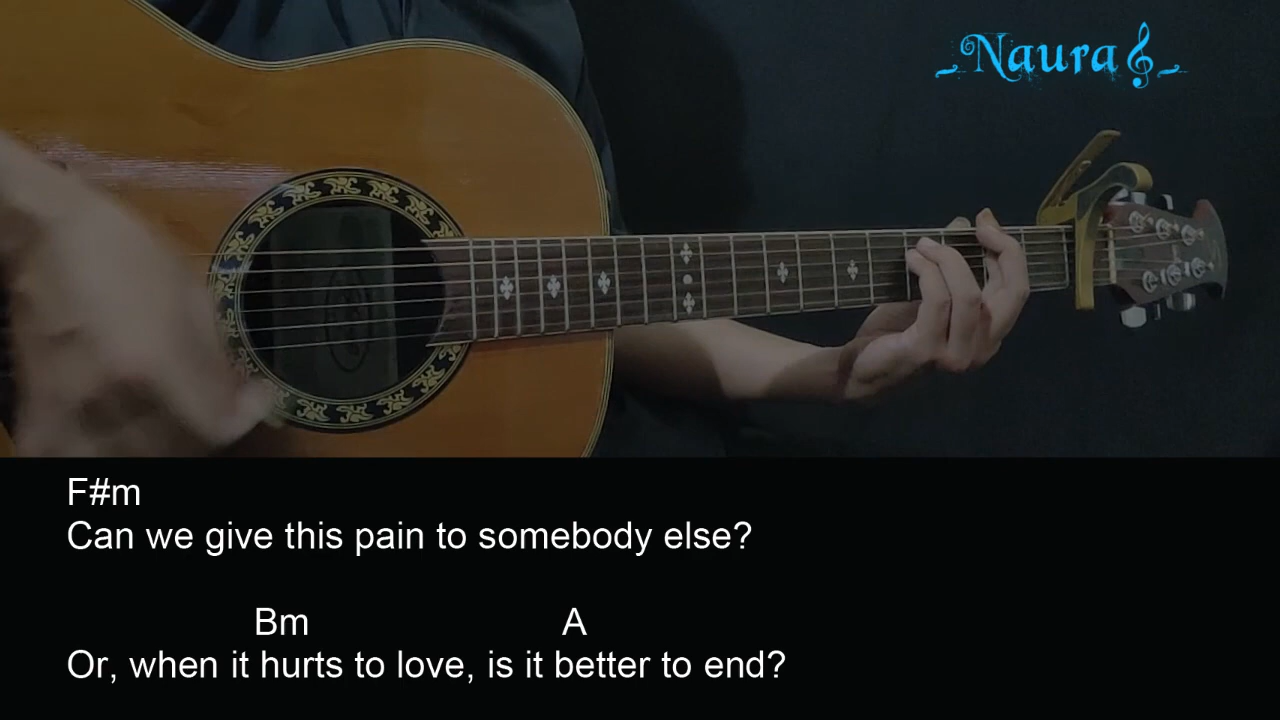 Naura
F#m
Can we give this pain to somebody else?
Bm A
Or, when it hurts to love, is it better to end?